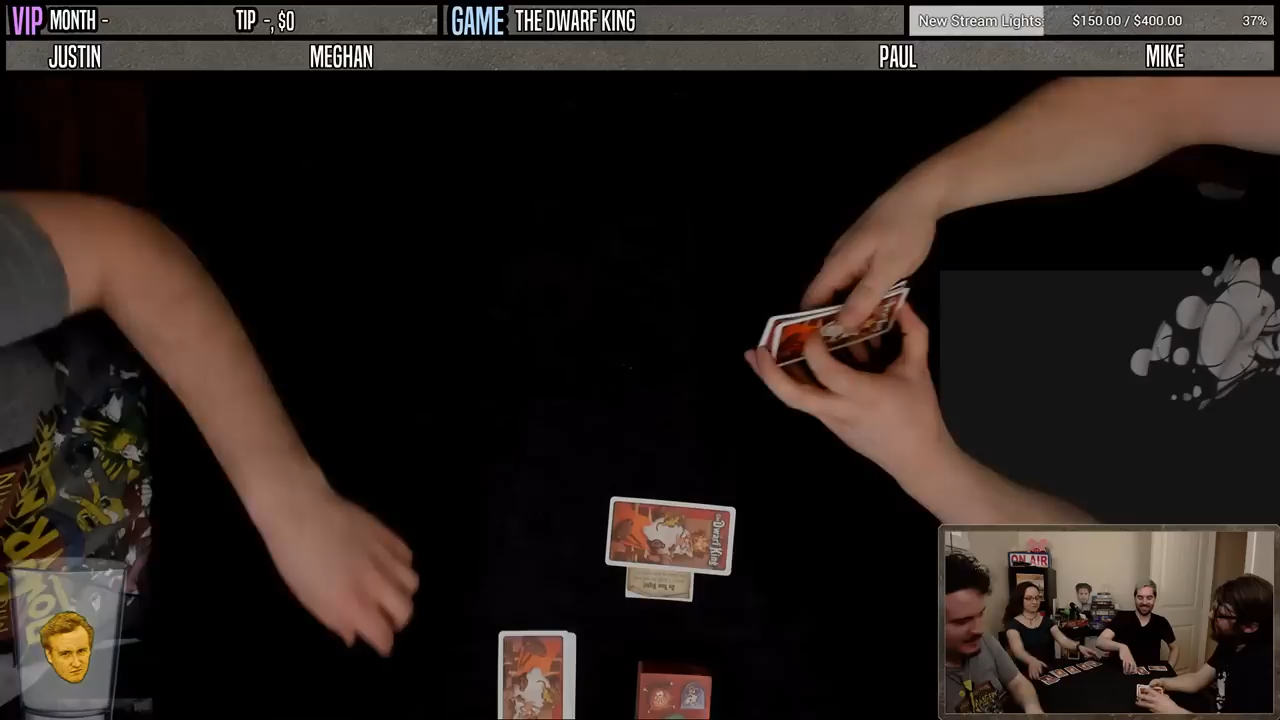 VIP MONTH -
TIP -, $0
GAME THE DWARF KING
New Stream Lights:
$150.00 / $400.00
37%
JUSTIN
MEGHAN
PAUL
MIKE
Dwarf King
ON AIR